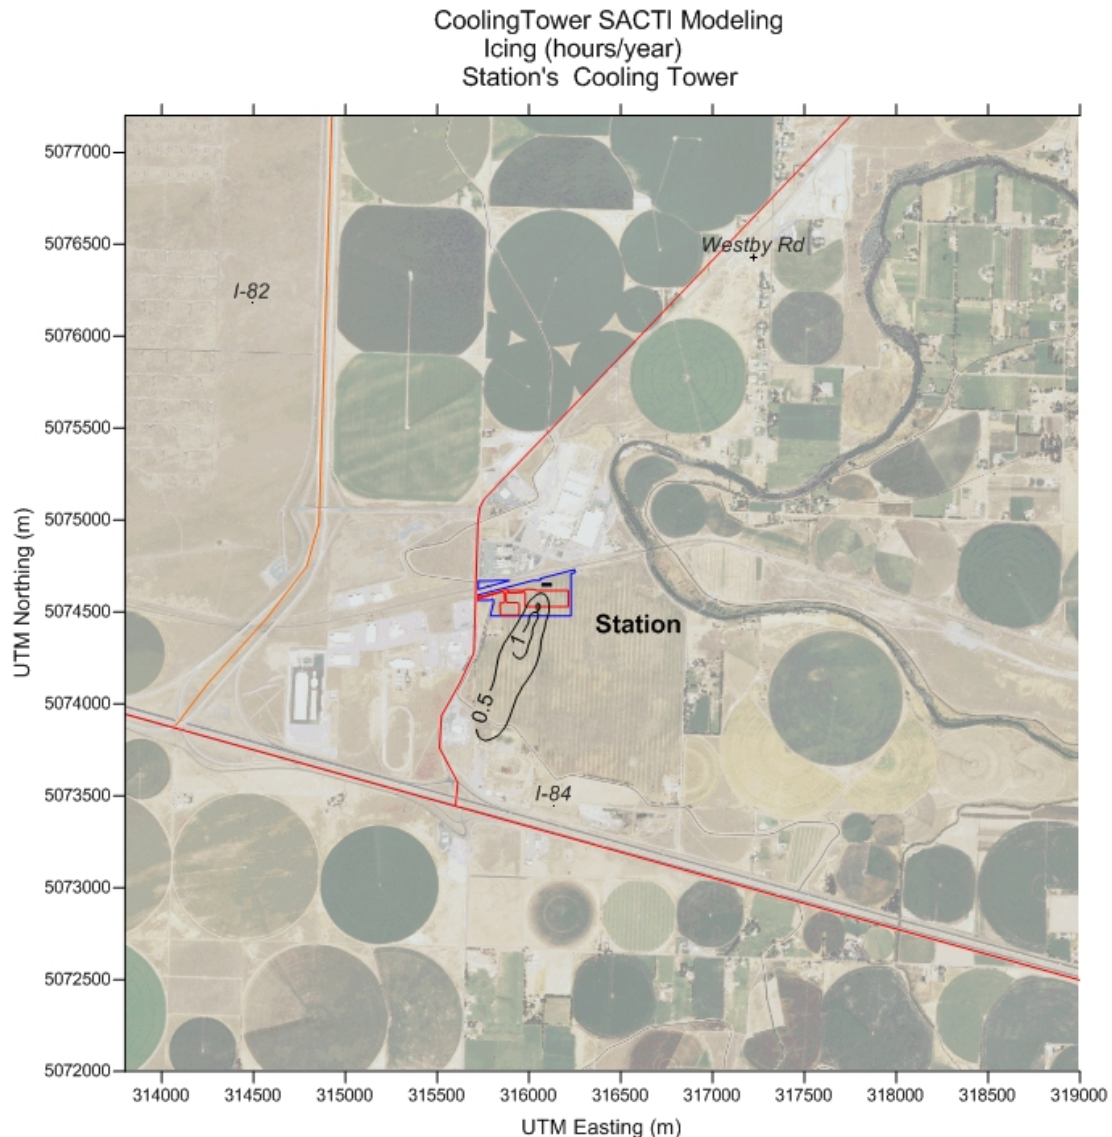 CoolingTower SACTI Modeling
Icing (hours/year)
Station's  Cooling Tower
5077000
5076500
5076000
5075500
5075000
5074500
5074000
5073500
5073000
5072500
5072000
UTM Northing (m)
Westby Rd
I-82
Station
1
0.5
I-84
314000 314500 315000 315500 316000 316500 317000 317500 318000 318500 319000
UTM Easting (m)